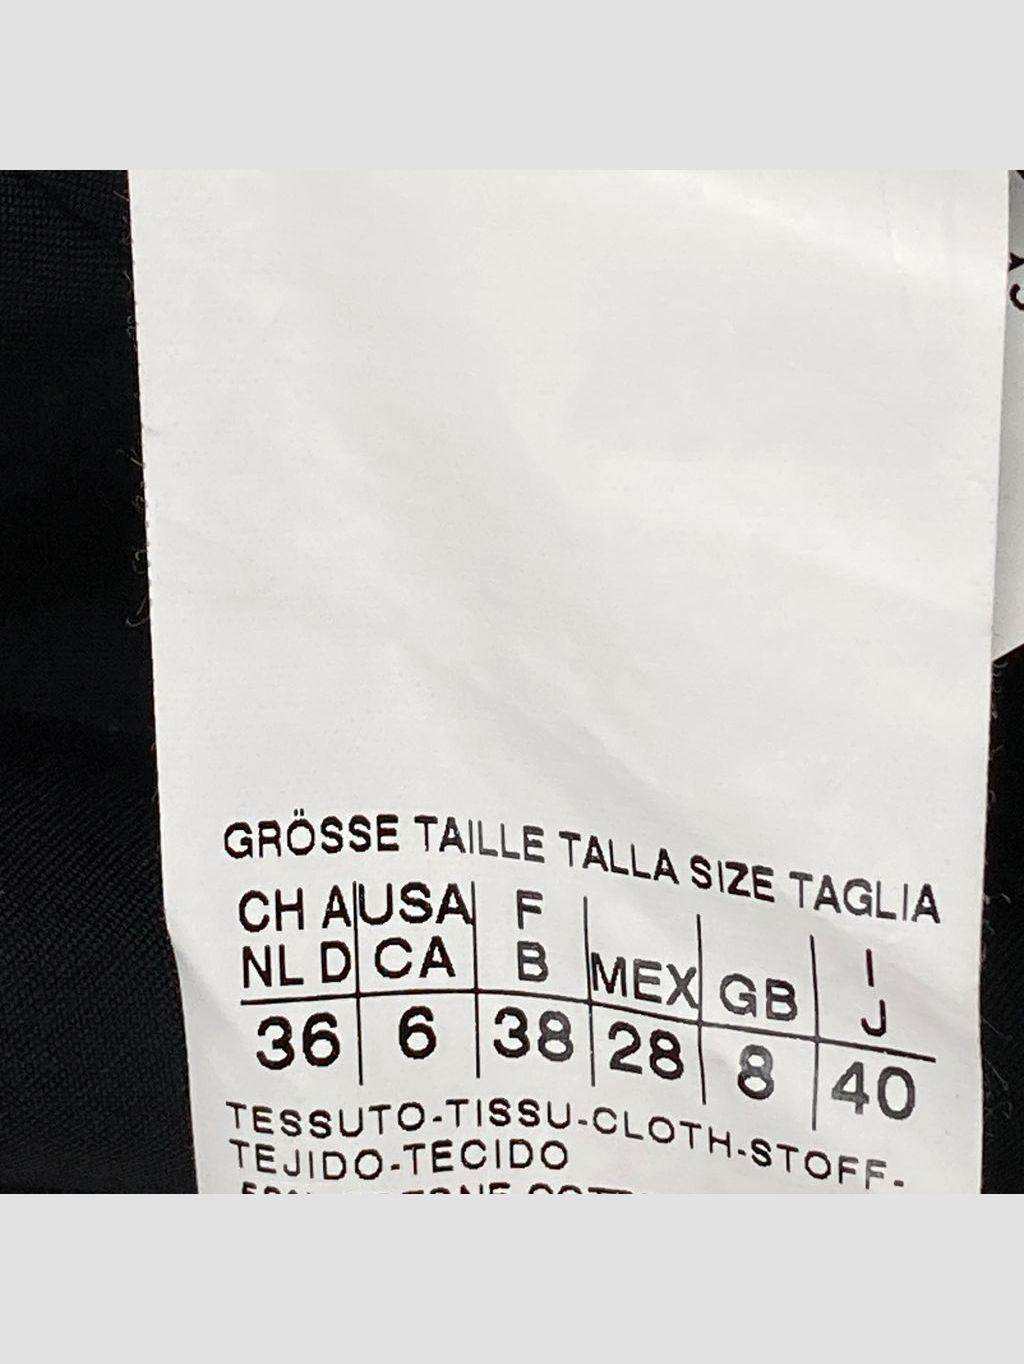 GRÖSSE TAILLE TALLA SIZE TAGLIA
CH A USA F I
NL D CA B MEX GB J
36 6 38 28 8 40
TESSUTO-TISSU-CLOTH-STOFF-
TEJIDO-TECIDO